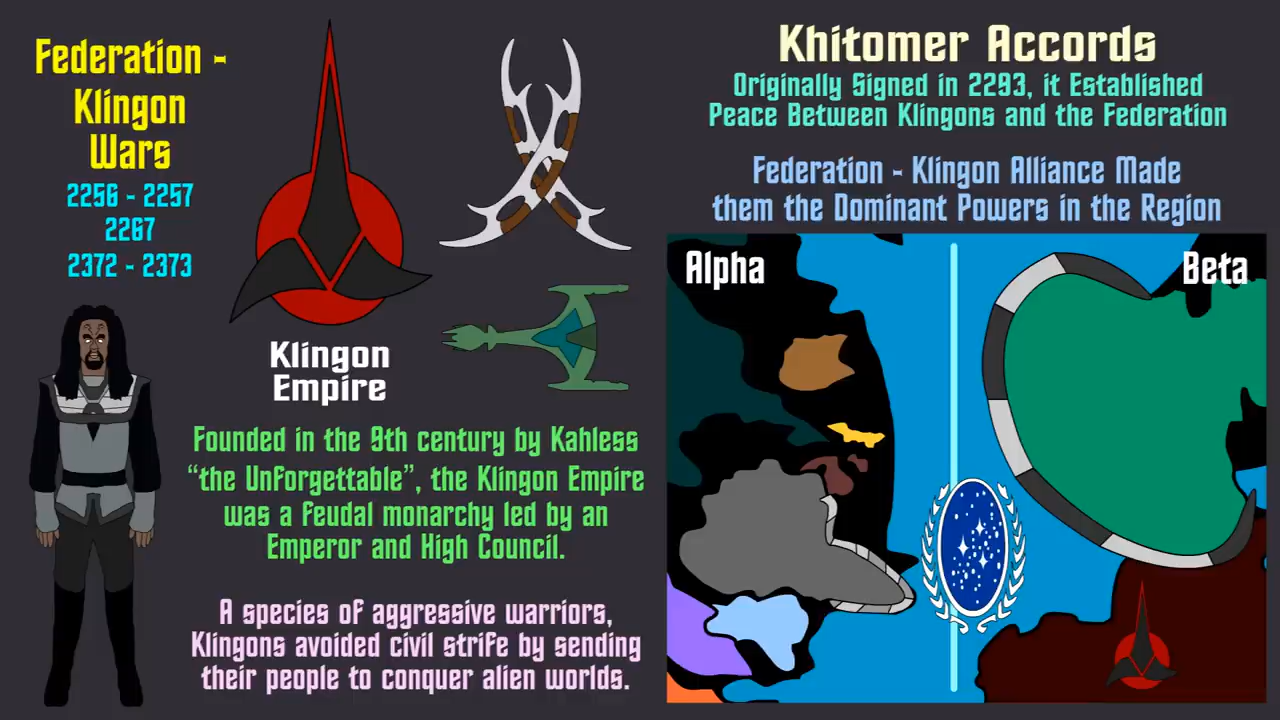 Federation -
Klingon
Wars
2256 - 2257
2267
2372 - 2373
Klingon
Empire
Founded in the 9th century by Kahless
“the Unforgettable”, the Klingon Empire
was a feudal monarchy led by an
Emperor and High Council.
A species of aggressive warriors,
Klingons avoided civil strife by sending
their people to conquer alien worlds.
Khitomer Accords
Originally Signed in 2293, it Established
Peace Between Klingons and the Federation
Federation - Klingon Alliance Made
them the Dominant Powers in the Region
Alpha
Beta